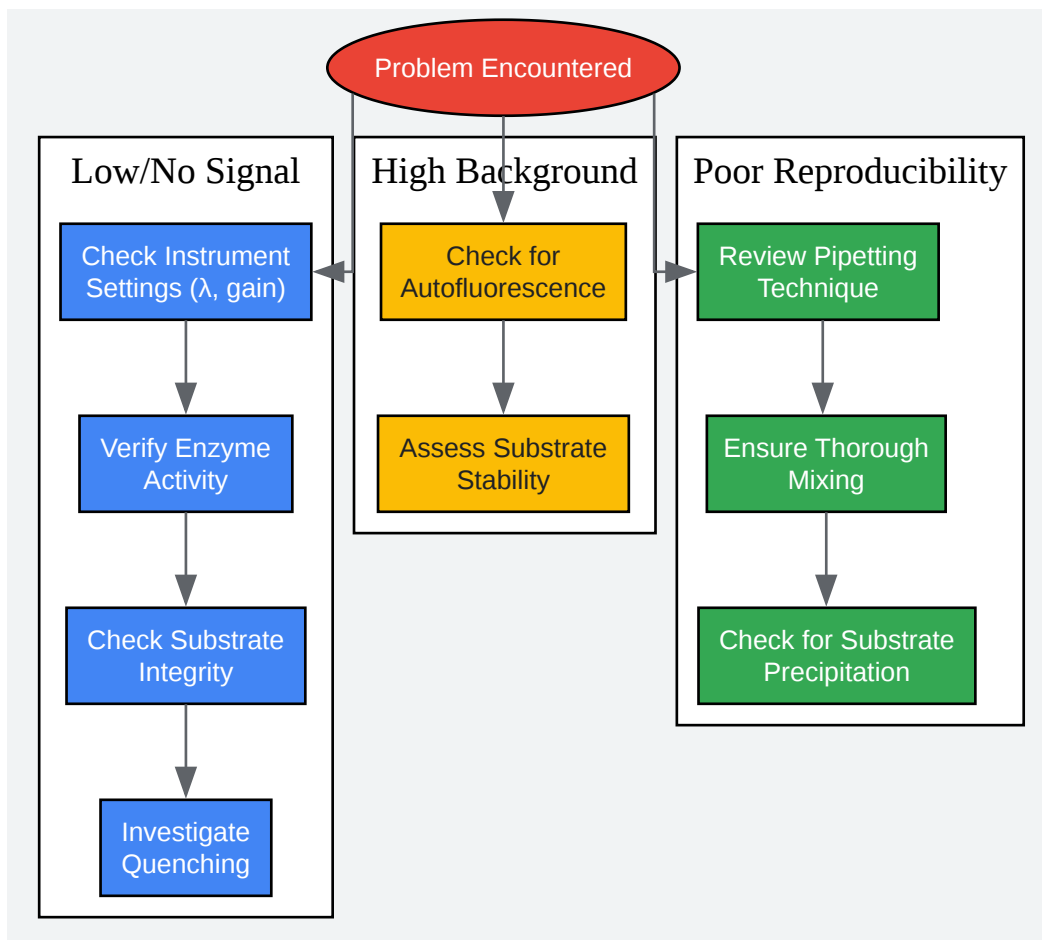 Problem Encountered
Low/No Signal
Check Instrument
Settings (λ, gain)
Verify Enzyme
Activity
Check Substrate
Integrity
Investigate
Quenching
High Background
Check for
Autofluorescence
Assess Substrate
Stability
Poor Reproducibility
Review Pipetting
Technique
Ensure Thorough
Mixing
Check for Substrate
Precipitation